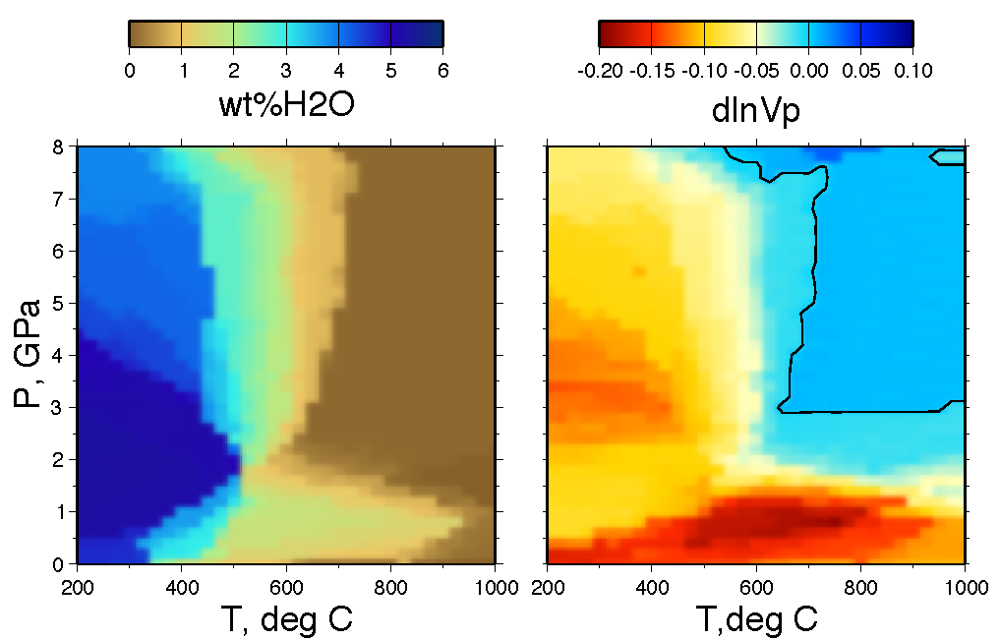 0 1 2 3 4 5 6
wt%H2O
-0.20 -0.15 -0.10 -0.05 0.00 0.05 0.10
dlnVp
8
7
6
5
4
3
2
1
0
P, GPa
200 400 600 800 1000
T, deg C
200 400 600 800 1000
T,deg C